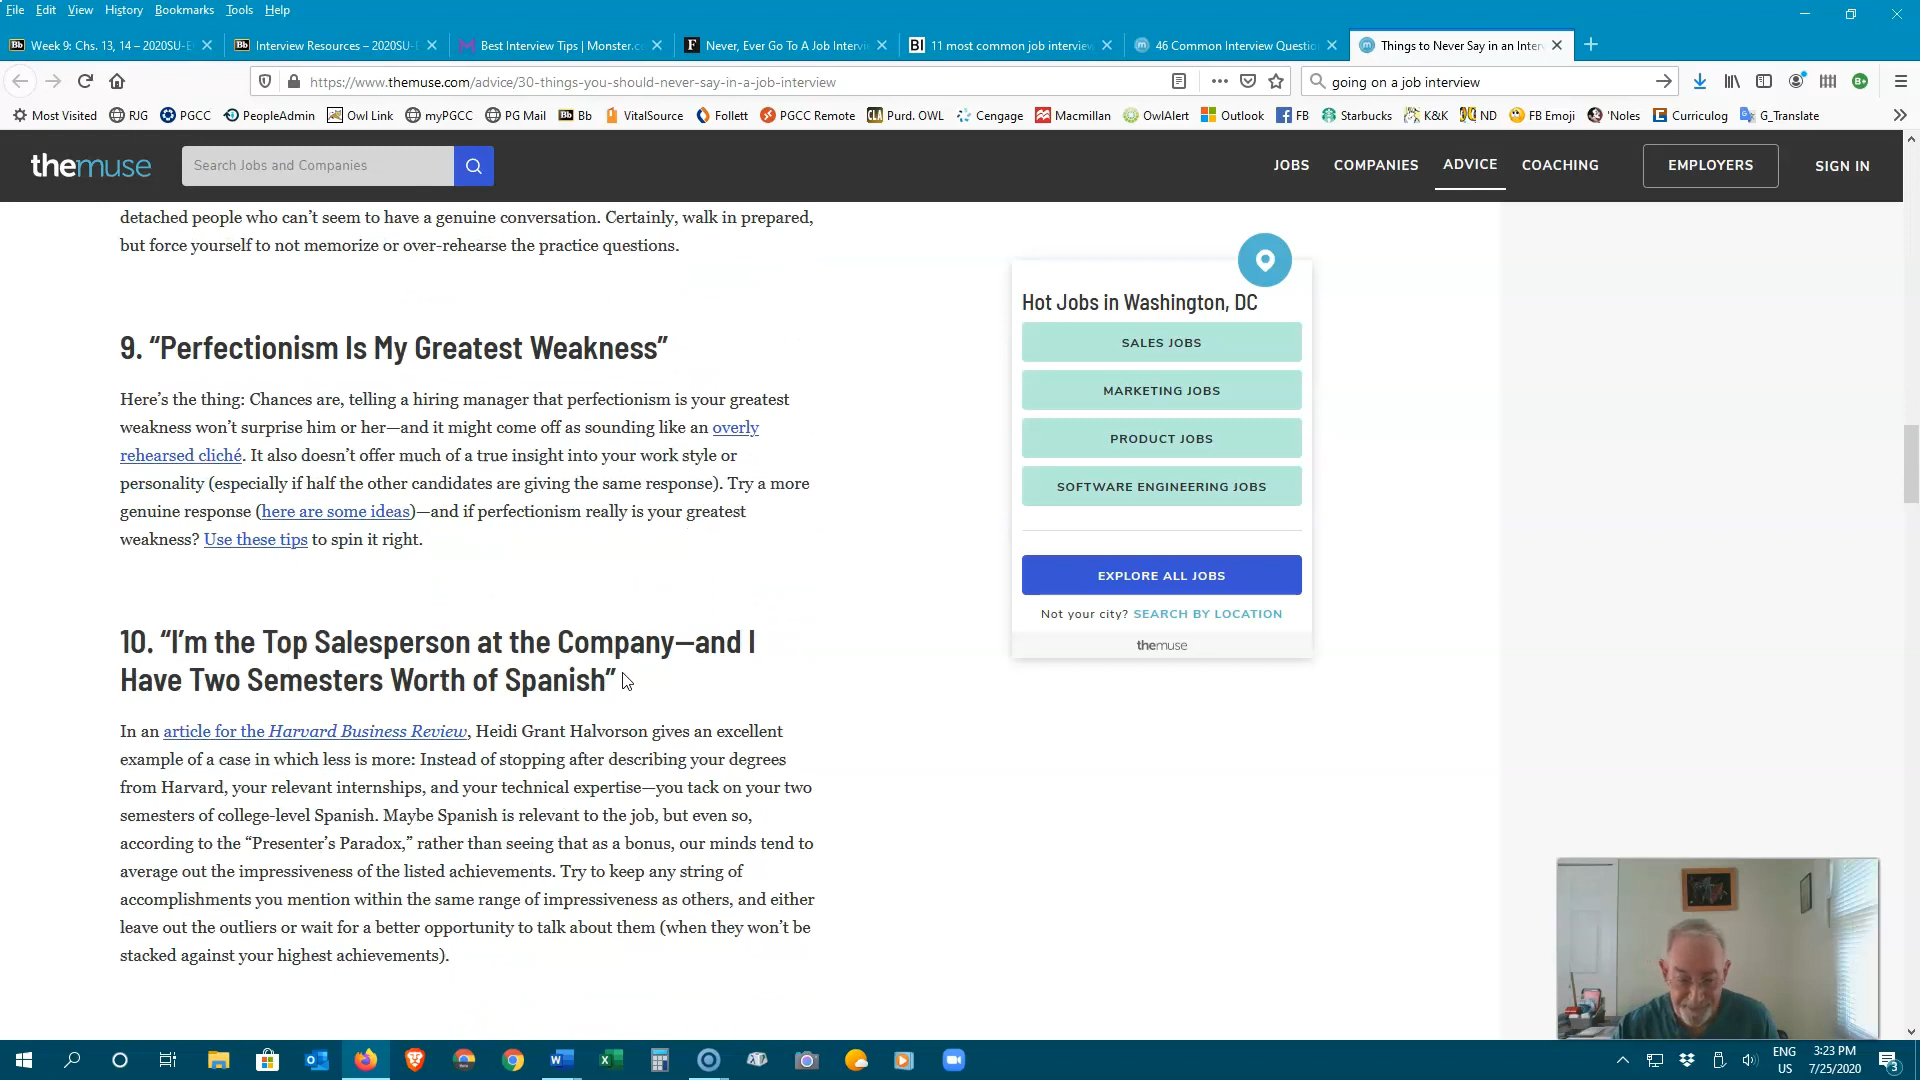 File Edit View History Bookmarks Tools Help
Bb Week 9: Chs. 13, 14 – 2020SU-E
Bb Interview Resources – 2020SU-
Best Interview Tips | Monster.c
F Never, Ever Go To A Job Intervi
BI 11 most common job interview
m 46 Common Interview Questio
m Things to Never Say in an Inter
https://www.themuse.com/advice/30-things-you-should-never-say-in-a-job-interview
going on a job interview
Most Visited RJG PGCC PeopleAdmin Owl Link myPGCC PG Mail Bb Bb VitalSource Follett PGCC Remote CLA Purd. OWL Cengage Macmillan OwlAlert Outlook FB Starbucks K&K ND FB Emoji 'Noles Curriculog G_Translate
themuse
Search Jobs and Companies
JOBS COMPANIES ADVICE COACHING EMPLOYERS SIGN IN
detached people who can’t seem to have a genuine conversation. Certainly, walk in prepared,
but force yourself to not memorize or over-rehearse the practice questions.
9. “Perfectionism Is My Greatest Weakness”
Here’s the thing: Chances are, telling a hiring manager that perfectionism is your greatest
weakness won’t surprise him or her—and it might come off as sounding like an overly
rehearsed cliché. It also doesn’t offer much of a true insight into your work style or
personality (especially if half the other candidates are giving the same response). Try a more
genuine response (here are some ideas)—and if perfectionism really is your greatest
weakness? Use these tips to spin it right.
10. “I’m the Top Salesperson at the Company—and I
Have Two Semesters Worth of Spanish”
In an article for the Harvard Business Review, Heidi Grant Halvorson gives an excellent
example of a case in which less is more: Instead of stopping after describing your degrees
from Harvard, your relevant internships, and your technical expertise—you tack on your two
semesters of college-level Spanish. Maybe Spanish is relevant to the job, but even so,
according to the “Presenter’s Paradox,” rather than seeing that as a bonus, our minds tend to
average out the impressiveness of the listed achievements. Try to keep any string of
accomplishments you mention within the same range of impressiveness as others, and either
leave out the outliers or wait for a better opportunity to talk about them (when they won’t be
stacked against your highest achievements).
Hot Jobs in Washington, DC
SALES JOBS
MARKETING JOBS
PRODUCT JOBS
SOFTWARE ENGINEERING JOBS
EXPLORE ALL JOBS
Not your city? SEARCH BY LOCATION
themuse
ENG
US
3:23 PM
7/25/2020
3